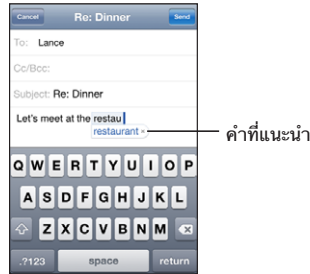 Cancel Re: Dinner Send
To: Lance
Cc/Bcc:
Subject: Re: Dinner
Let's meet at the restau
restaurant ×
คำที่แนะนำ
Q W E R T Y U I O P
A S D F G H J K L
Z X C V B N M
.?123 space return